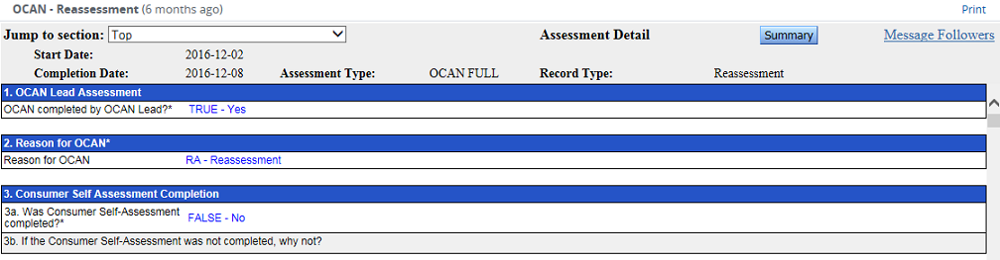 OCAN - Reassessment (6 months ago) Print
Jump to section: Top Assessment Detail Summary Message Followers
Start Date: 2016-12-02
Completion Date: 2016-12-08 Assessment Type: OCAN FULL Record Type: Reassessment
1. OCAN Lead Assessment
OCAN completed by OCAN Lead?* TRUE - Yes
2. Reason for OCAN*
Reason for OCAN RA - Reassessment
3. Consumer Self Assessment Completion
3a. Was Consumer Self-Assessment
completed?* FALSE - No
3b. If the Consumer Self-Assessment was not completed, why not?